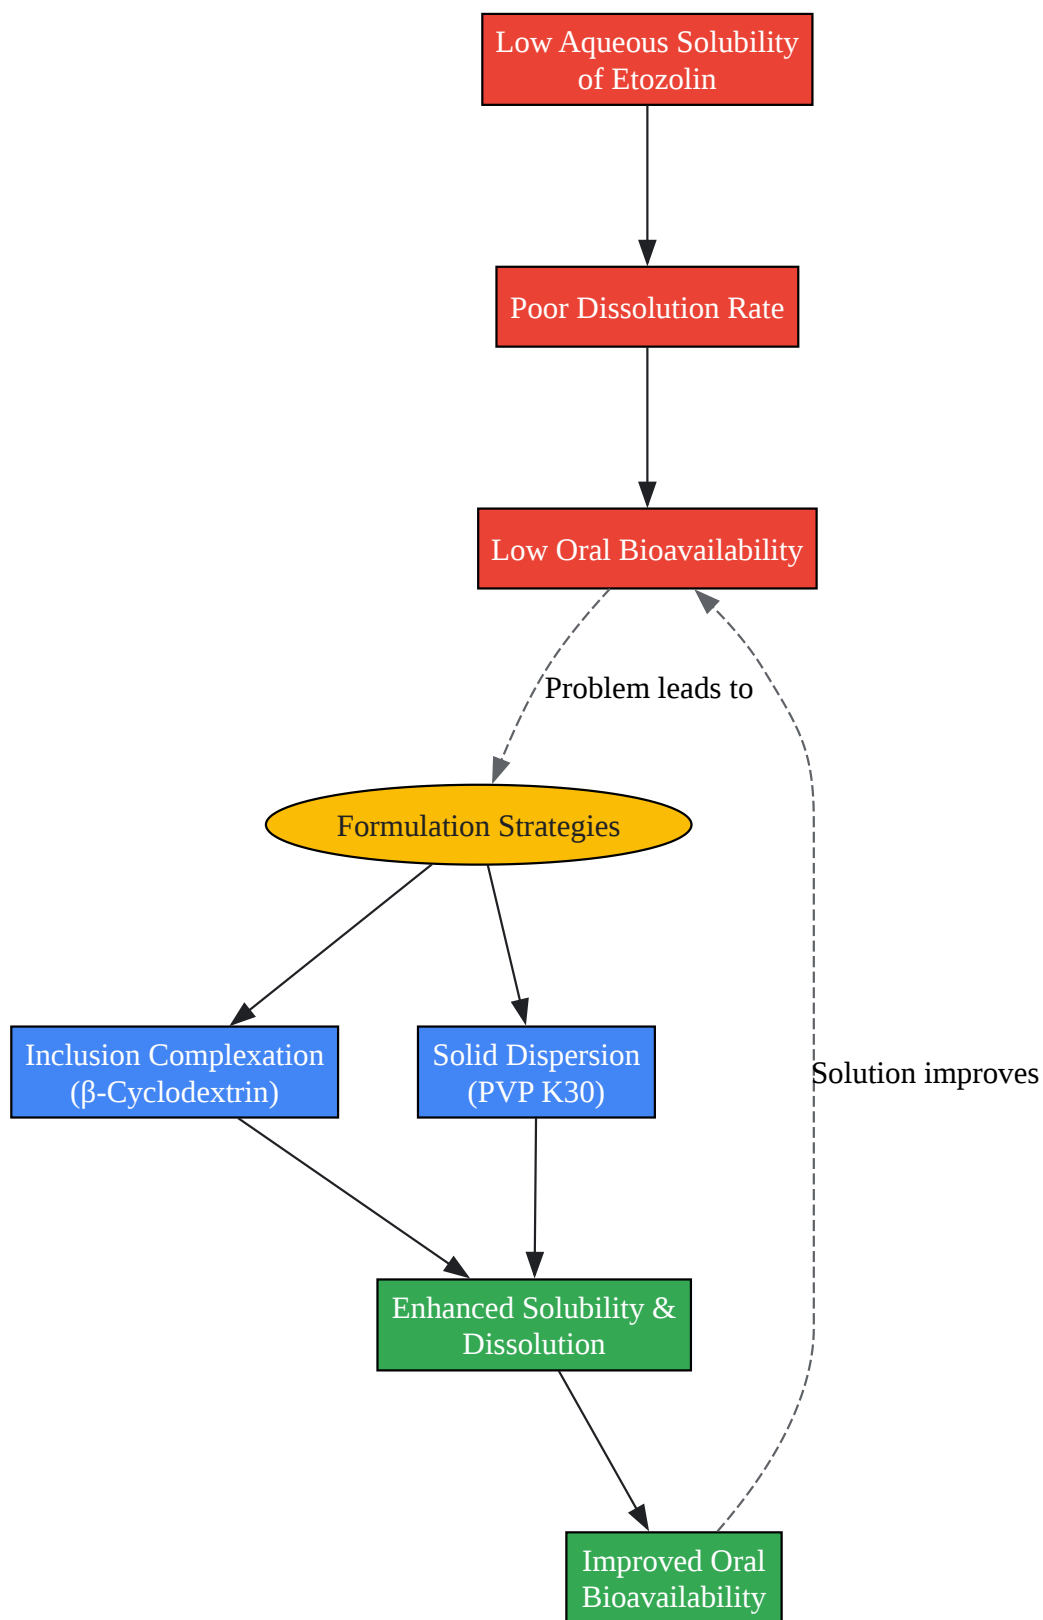 Low Aqueous Solubility
of Etozolin
Poor Dissolution Rate
Low Oral Bioavailability
Problem leads to
Formulation Strategies
Inclusion Complexation
(β-Cyclodextrin)
Solid Dispersion
(PVP K30)
Solution improves
Enhanced Solubility &
Dissolution
Improved Oral
Bioavailability